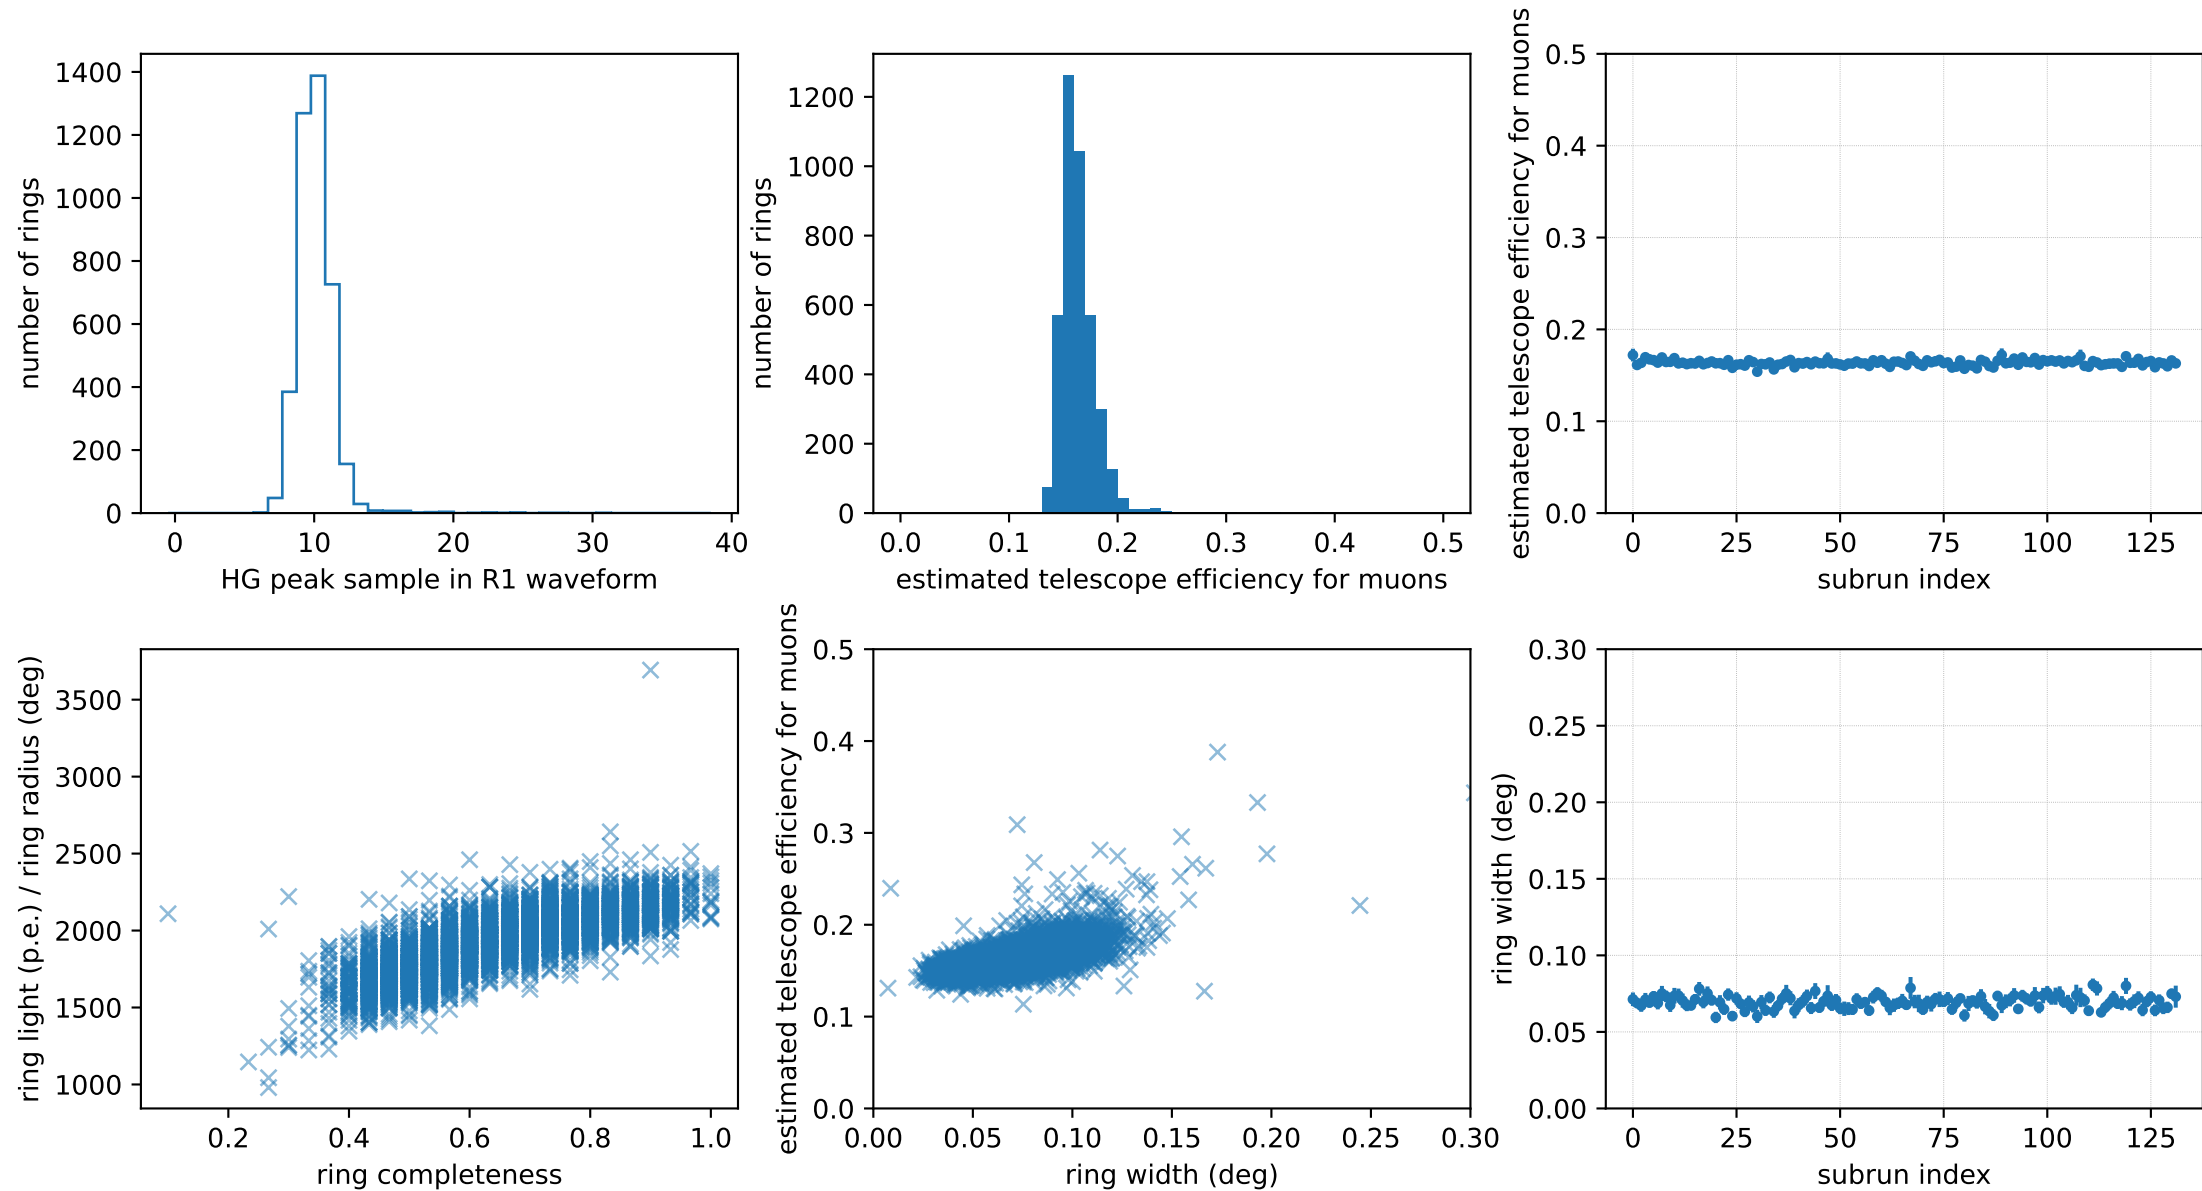 number of rings
1400
1200
1000
800
600
400
200
0
0 10 20 30 40
HG peak sample in R1 waveform
number of rings
1200
1000
800
600
400
200
0
0.0 0.1 0.2 0.3 0.4 0.5
estimated telescope efficiency for muons
estimated telescope efficiency for muons
0.5
0.4
0.3
0.2
0.1
0.0
0 25 50 75 100 125
subrun index
ring light (p.e.) / ring radius (deg)
3500
3000
2500
2000
1500
1000
0.2 0.4 0.6 0.8 1.0
ring completeness
estimated telescope efficiency for muons
0.5
0.4
0.3
0.2
0.1
0.0
0.00 0.05 0.10 0.15 0.20 0.25 0.30
ring width (deg)
ring width (deg)
0.30
0.25
0.20
0.15
0.10
0.05
0.00
0 25 50 75 100 125
subrun index